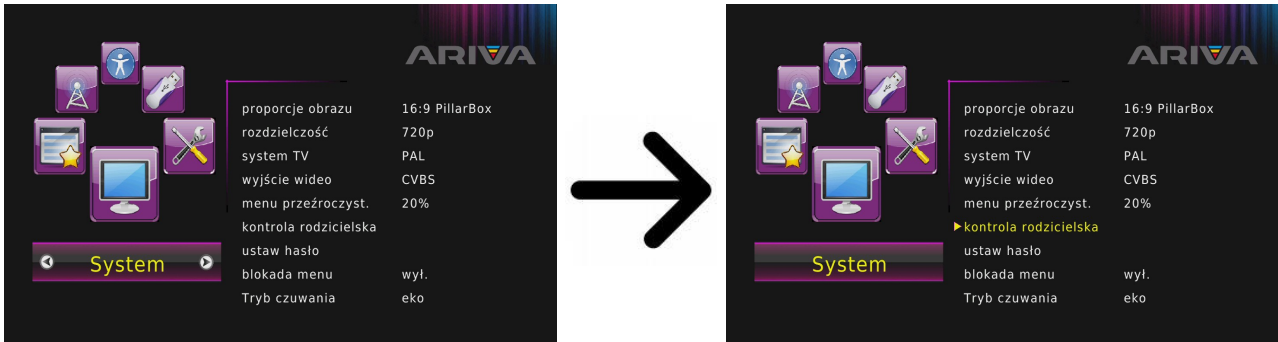 ARIVA
proporcje obrazu 16:9 PillarBox
rozdzielczość 720p
system TV PAL
wyjście wideo CVBS
menu przeźroczyst. 20%
kontrola rodzicielska
ustaw hasło
blokada menu wył.
Tryb czuwania eko
System
ARIVA
proporcje obrazu 16:9 PillarBox
rozdzielczość 720p
system TV PAL
wyjście wideo CVBS
menu przeźroczyst. 20%
kontrola rodzicielska
ustaw hasło
blokada menu wył.
Tryb czuwania eko
System